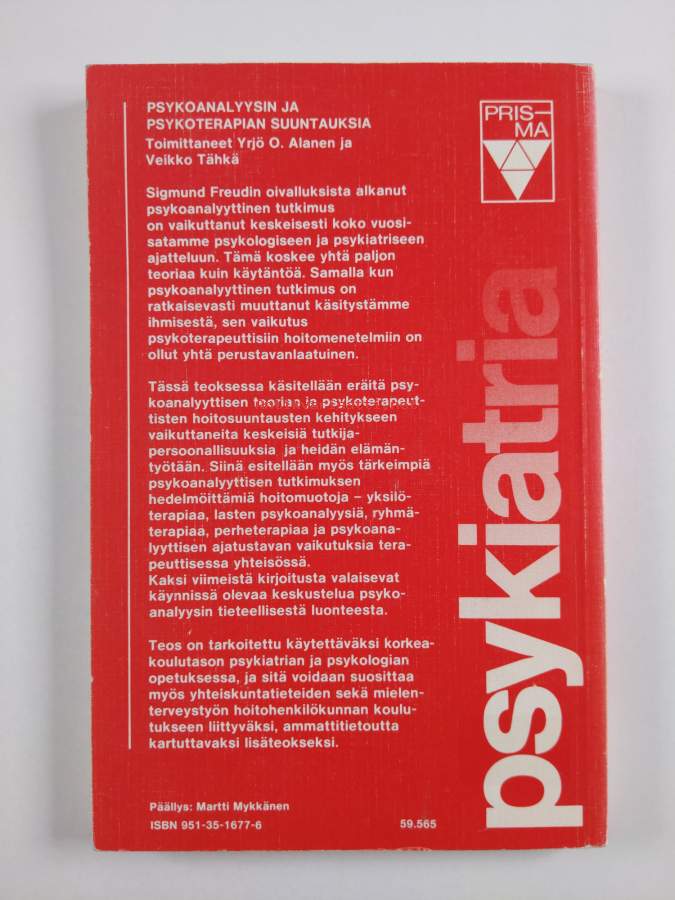 PSYKOANALYYSIN JA
PSYKOTERAPIAN SUUNTAUKSIA
Toimittaneet Yrjö O. Alanen ja
Veikko Tähkä
PRIS–
MA
Sigmund Freudin oivalluksista alkanut
psykoanalyyttinen tutkimus
on vaikuttanut keskeisesti koko vuosi-
satamme psykologiseen ja psykiatriseen
ajatteluun. Tämä koskee yhtä paljon
teoriaa kuin käytäntöä. Samalla kun
psykoanalyyttinen tutkimus on
ratkaisevasti muuttanut käsitystämme
ihmisestä, sen vaikutus
psykoterapeuttisiin hoitomenetelmiin on
ollut yhtä perustavanlaatuinen.
Tässä teoksessa käsitellään eräitä psy-
koanalyyttisen teorian ja psykoterapeut-
tisten hoitosuuntausten kehitykseen
vaikuttaneita keskeisiä tutkija-
persoonallisuuksia ja heidän elämän-
työtään. Siinä esitellään myös tärkeimpiä
psykoanalyyttisen tutkimuksen
hedelmöittämiä hoitomuotoja – yksilö-
terapiaa, lasten psykoanalyysiä, ryhmä-
terapiaa, perheterapiaa ja psykoana-
lyyttisen ajatustavan vaikutuksia tera-
peuttisessa yhteisössä.
Kaksi viimeistä kirjoitusta valaisevat
käynnissä olevaa keskustelua psyko-
analyysin tieteellisestä luonteesta.
Teos on tarkoitettu käytettäväksi korkea-
koulutason psykiatrian ja psykologian
opetuksessa, ja sitä voidaan suosittaa
myös yhteiskuntatieteiden sekä mielen-
terveystyön hoitohenkilökunnan koulu-
tukseen liittyväksi, ammattitietoutta
kartuttavaksi lisäteokseksi.
psykiatria
Päällys: Martti Mykkänen
ISBN 951-35-1677-6
59.565